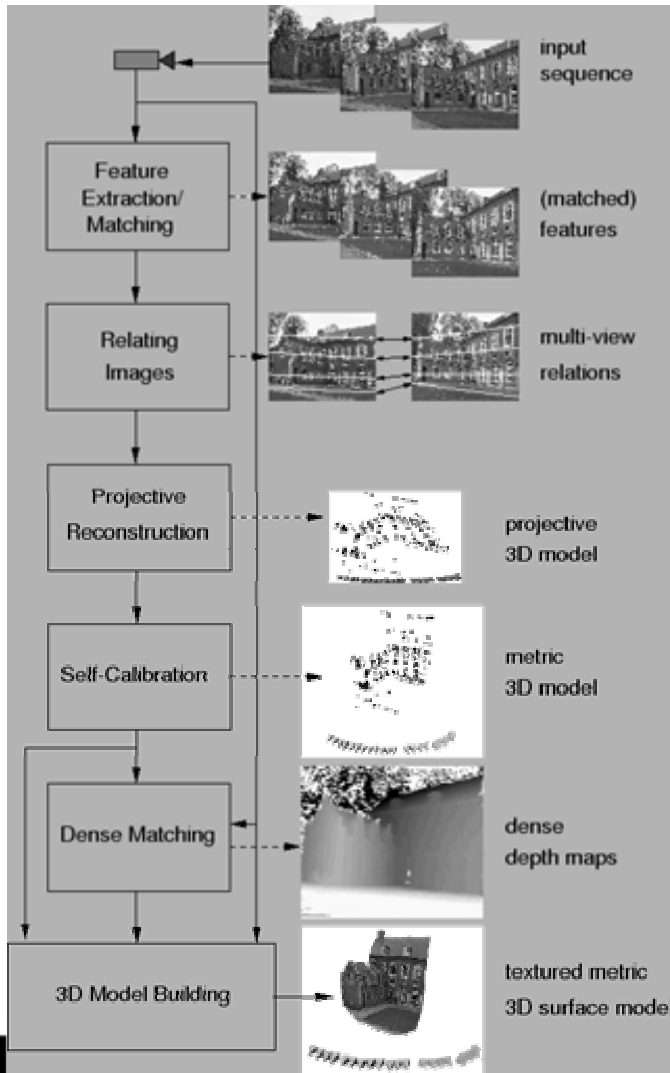 input
sequence
Feature
Extraction/
Matching
(matched)
features
Relating
Images
multi-view
relations
Projective
Reconstruction
projective
3D model
Self-Calibration
metric
3D model
Dense Matching
dense
depth maps
3D Model Building
textured metric
3D surface mode